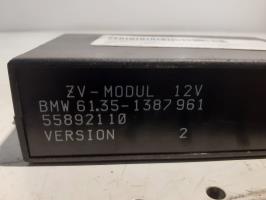 ZV-MODUL 12V
BMW 61.35-1387961
55892110
VERSION 2